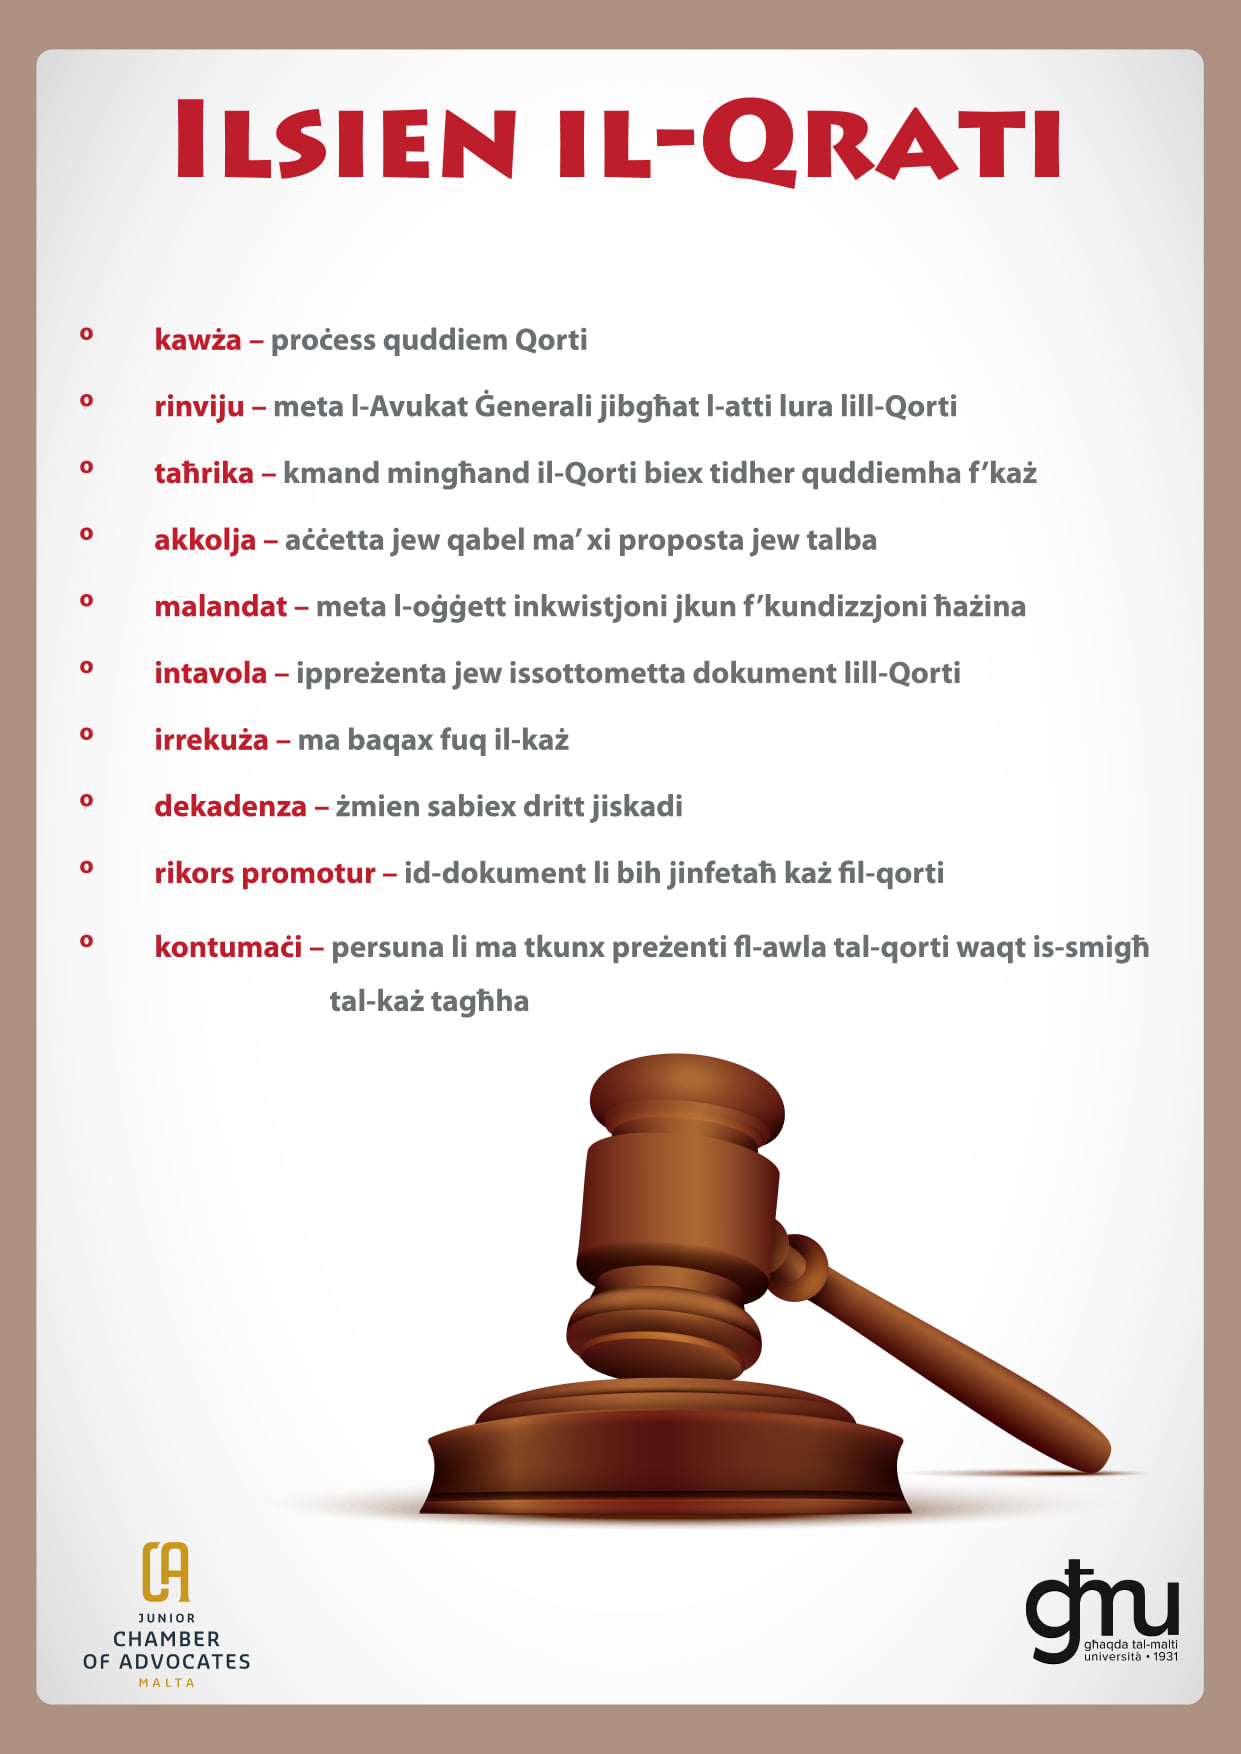 Ilsien il-Qrati
º kawża – proċess quddiem Qorti
º rinviju – meta l-Avukat Ġenerali jibgħat l-atti lura lill-Qorti
º taħrika – kmand mingħand il-Qorti biex tidher quddiemha f’każ
º akkolja – aċċetta jew qabel ma’ xi proposta jew talba
º malandat – meta l-oġġett inkwistjoni jkun f’kundizzjoni ħażina
º intavola – ippreżenta jew issottometta dokument lill-Qorti
º irrekuża – ma baqax fuq il-każ
º dekadenza – żmien sabiex dritt jiskadi
º rikors promotur – id-dokument li bih jinfetaħ każ fil-qorti
º kontumaċi – persuna li ma tkunx preżenti fl-awla tal-qorti waqt is-smigħ
tal-każ tagħha
CA
JUNIOR
CHAMBER
OF ADVOCATES
MALTA
għmu
għaqda tal-malti
università • 1931